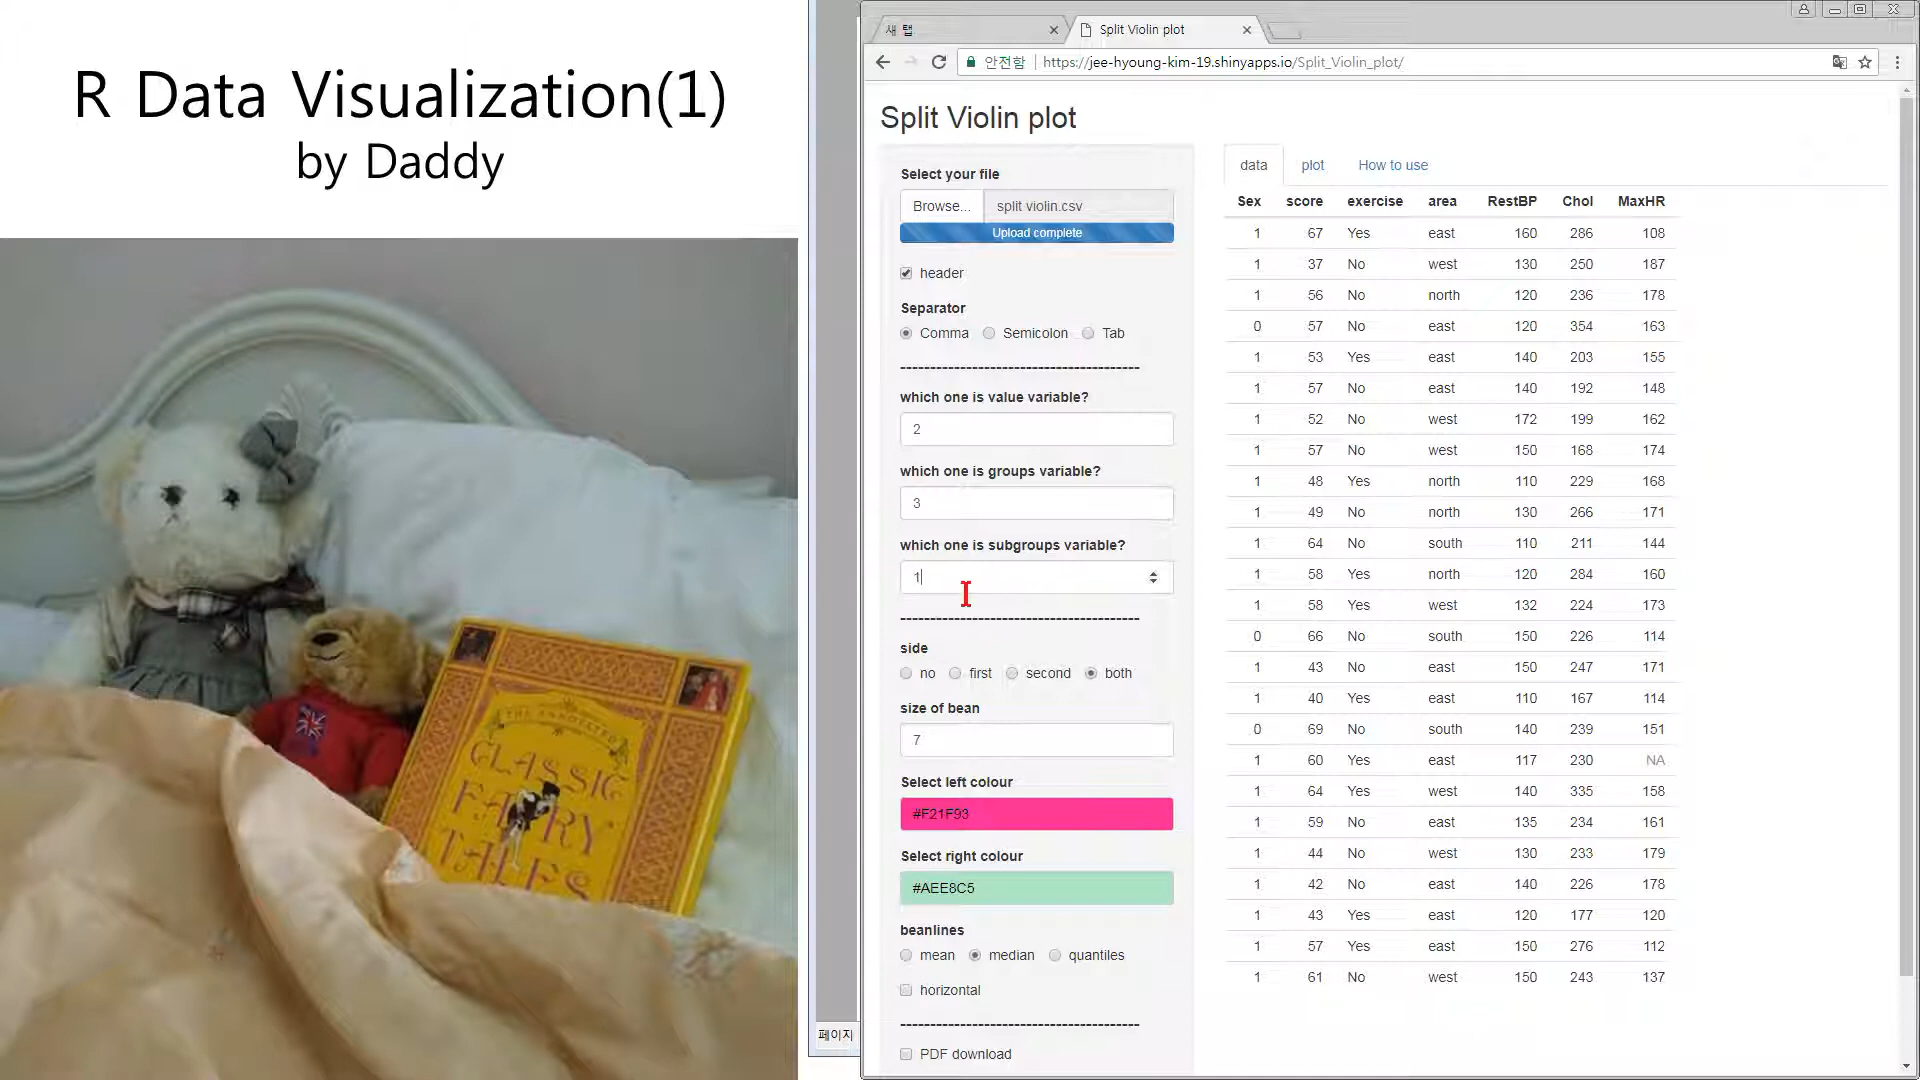 R Data Visualization(1)
by Daddy
THE ANNOTATED
CLASSIC
FAIRY
TALES
새 탭
Split Violin plot
안전함
https://jee-hyoung-kim-19.shinyapps.io/Split_Violin_plot/
Split Violin plot
Select your file
Browse... split violin.csv
Upload complete
header
Separator
Comma Semicolon Tab
----------------------------------------
which one is value variable?
2
which one is groups variable?
3
which one is subgroups variable?
1
----------------------------------------
side
no first second both
size of bean
7
Select left colour
#F21F93
Select right colour
#AEE8C5
beanlines
mean median quantiles
horizontal
----------------------------------------
PDF download
페이지
data plot How to use
Sex score exercise area RestBP Chol MaxHR
1 67 Yes east 160 286 108
1 37 No west 130 250 187
1 56 No north 120 236 178
0 57 No east 120 354 163
1 53 Yes east 140 203 155
1 57 No east 140 192 148
1 52 No west 172 199 162
1 57 No west 150 168 174
1 48 Yes north 110 229 168
1 49 No north 130 266 171
1 64 No south 110 211 144
1 58 Yes north 120 284 160
1 58 Yes west 132 224 173
0 66 No south 150 226 114
1 43 No east 150 247 171
1 40 Yes east 110 167 114
0 69 No south 140 239 151
1 60 Yes east 117 230 NA
1 64 Yes west 140 335 158
1 59 No east 135 234 161
1 44 No west 130 233 179
1 42 No east 140 226 178
1 43 Yes east 120 177 120
1 57 Yes east 150 276 112
1 61 No west 150 243 137